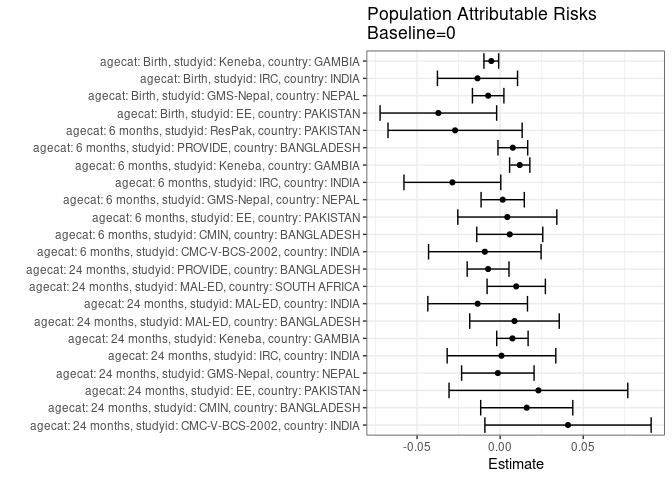 Population Attributable Risks
Baseline=0
agecat: Birth, studyid: Keneba, country: GAMBIA
agecat: Birth, studyid: IRC, country: INDIA
agecat: Birth, studyid: GMS-Nepal, country: NEPAL
agecat: Birth, studyid: EE, country: PAKISTAN
agecat: 6 months, studyid: ResPak, country: PAKISTAN
agecat: 6 months, studyid: PROVIDE, country: BANGLADESH
agecat: 6 months, studyid: Keneba, country: GAMBIA
agecat: 6 months, studyid: IRC, country: INDIA
agecat: 6 months, studyid: GMS-Nepal, country: NEPAL
agecat: 6 months, studyid: EE, country: PAKISTAN
agecat: 6 months, studyid: CMIN, country: BANGLADESH
agecat: 6 months, studyid: CMC-V-BCS-2002, country: INDIA
agecat: 24 months, studyid: PROVIDE, country: BANGLADESH
agecat: 24 months, studyid: MAL-ED, country: SOUTH AFRICA
agecat: 24 months, studyid: MAL-ED, country: INDIA
agecat: 24 months, studyid: MAL-ED, country: BANGLADESH
agecat: 24 months, studyid: Keneba, country: GAMBIA
agecat: 24 months, studyid: IRC, country: INDIA
agecat: 24 months, studyid: GMS-Nepal, country: NEPAL
agecat: 24 months, studyid: EE, country: PAKISTAN
agecat: 24 months, studyid: CMIN, country: BANGLADESH
agecat: 24 months, studyid: CMC-V-BCS-2002, country: INDIA
-0.05 0.00 0.05
Estimate